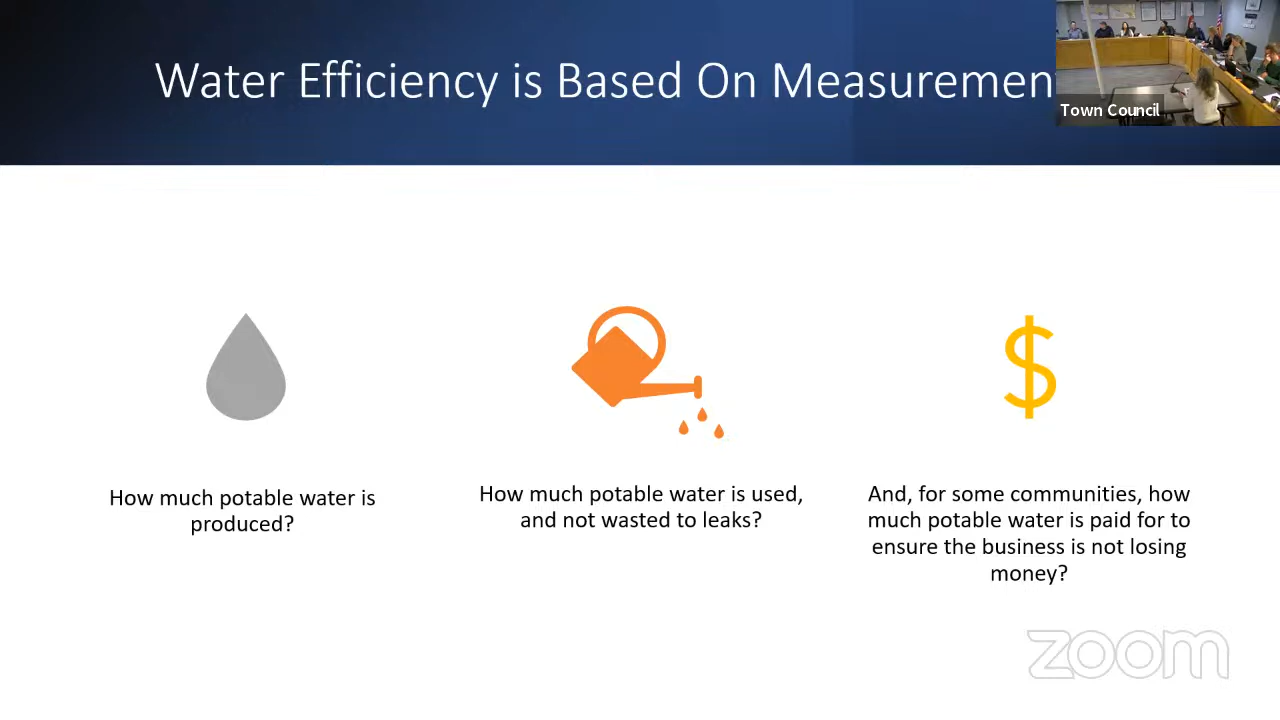 Water Efficiency is Based On Measuremen
Town Council
$
How much potable water is
produced?
How much potable water is used,
and not wasted to leaks?
And, for some communities, how
much potable water is paid for to
ensure the business is not losing
money?
zoom